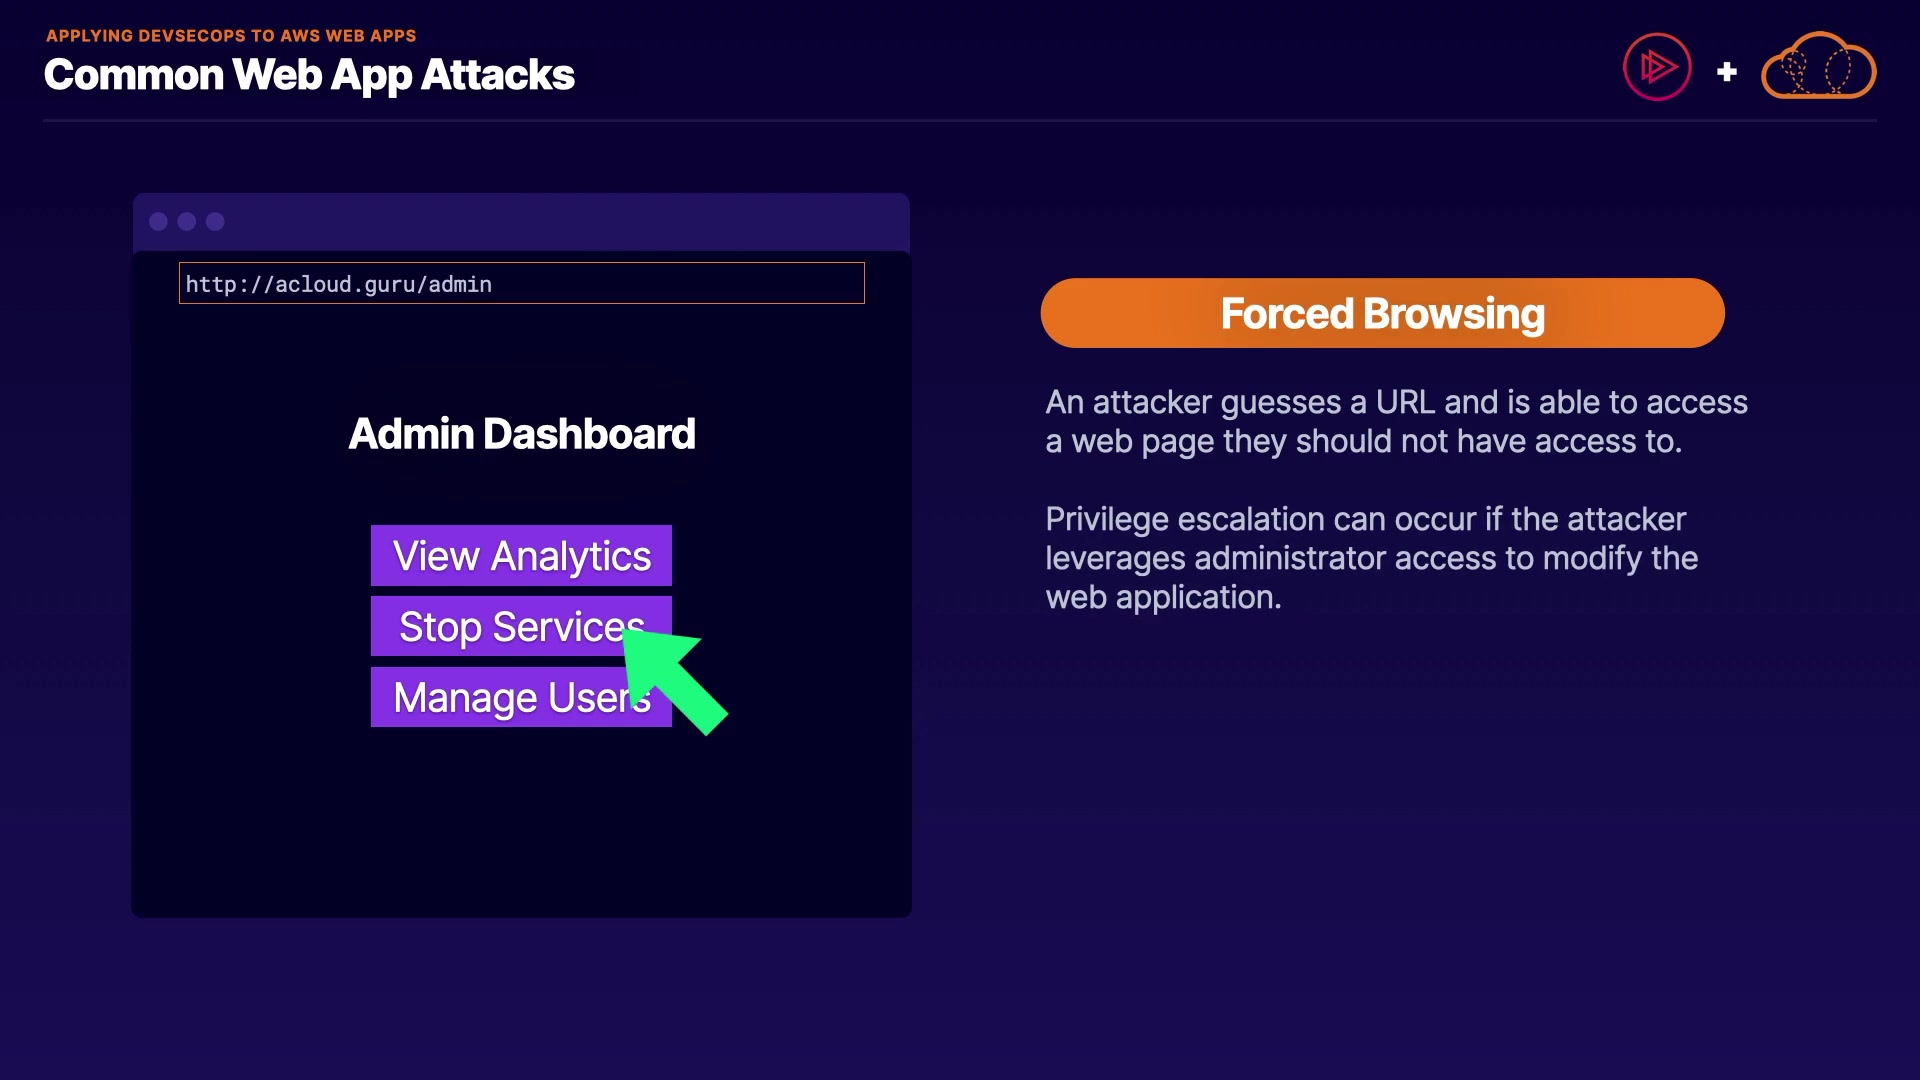 APPLYING DEVSECOPS TO AWS WEB APPS
Common Web App Attacks
http://acloud.guru/admin
Admin Dashboard
View Analytics
Stop Services
Manage Users
Forced Browsing
An attacker guesses a URL and is able to access
a web page they should not have access to.
Privilege escalation can occur if the attacker
leverages administrator access to modify the
web application.